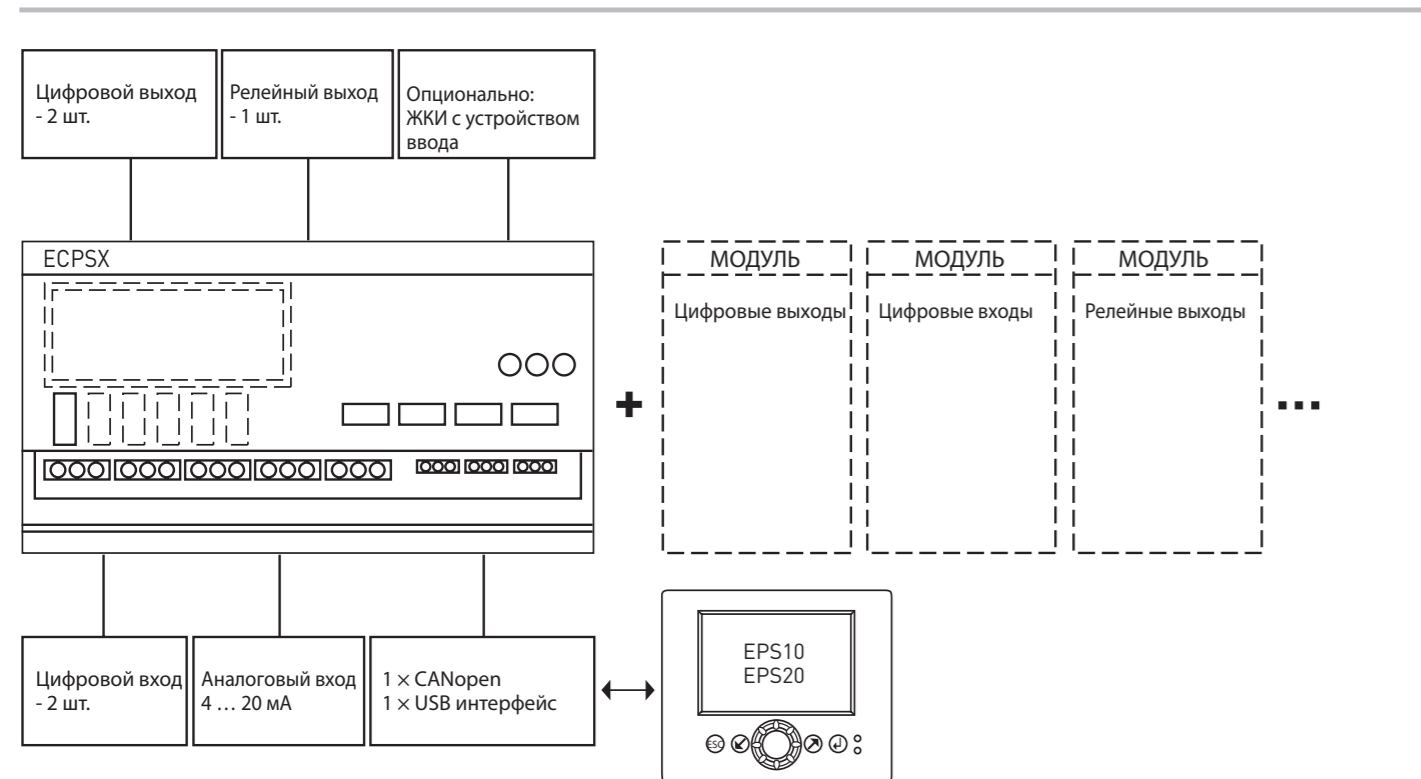 Цифровой выход
- 2 шт.
Релейный выход
- 1 шт.
Опционально:
ЖКИ с устройством
ввода
ECPSX
МОДУЛЬ
Цифровые выходы
МОДУЛЬ
Цифровые входы
МОДУЛЬ
Релейные выходы
+
...
Цифровой вход
- 2 шт.
Аналоговый вход
4 … 20 мА
1 × CANopen
1 × USB интерфейс
EPS10
EPS20
ESC